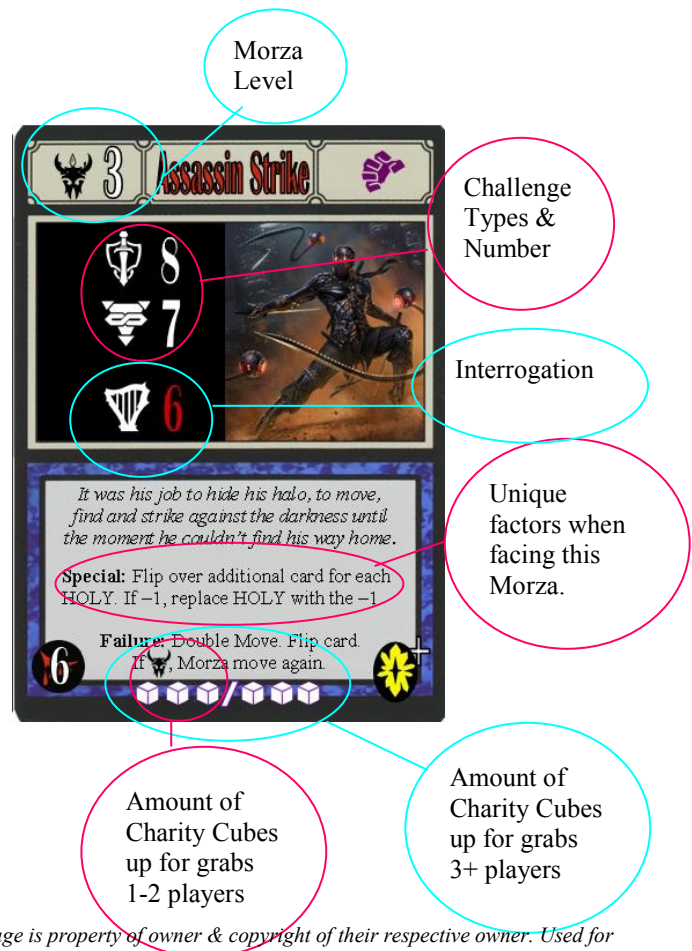 Morza
Level
3 Assassin Strike
8
7
6
Challenge
Types &
Number
Interrogation
It was his job to hide his halo, to move,
find and strike against the darkness until
the moment he couldn't find his way home.
Special: Flip over additional card for each
HOLY. If –1, replace HOLY with the –1
Failure: Double Move. Flip card.
If , Morza move again.
6
+
/
Unique
factors when
facing this
Morza.
Amount of
Charity Cubes
up for grabs
1-2 players
Amount of
Charity Cubes
up for grabs
3+ players
ge is property of owner & copyright of their respective owner. Used for